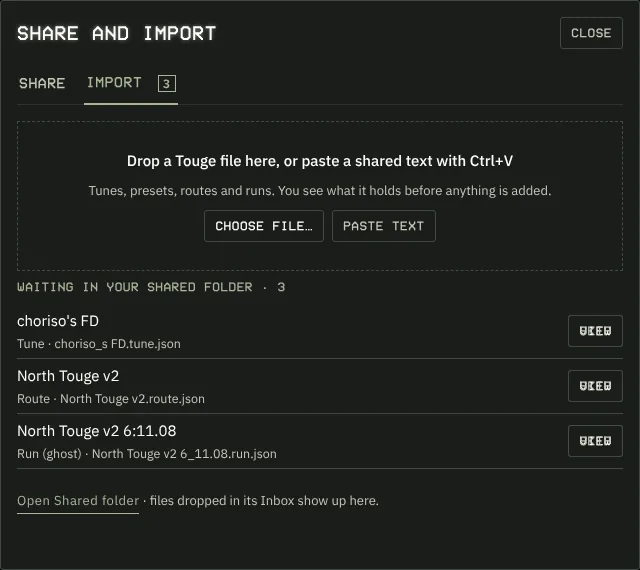 SHARE AND IMPORT
CLOSE
SHARE
IMPORT 3
Drop a Touge file here, or paste a shared text with Ctrl+V
Tunes, presets, routes and runs. You see what it holds before anything is added.
CHOOSE FILE…
PASTE TEXT
WAITING IN YOUR SHARED FOLDER · 3
choriso's FD
Tune · choriso_s FD.tune.json
North Touge v2
Route · North Touge v2.route.json
North Touge v2 6:11.08
Run (ghost) · North Touge v2 6_11.08.run.json
Open Shared folder · files dropped in its Inbox show up here.